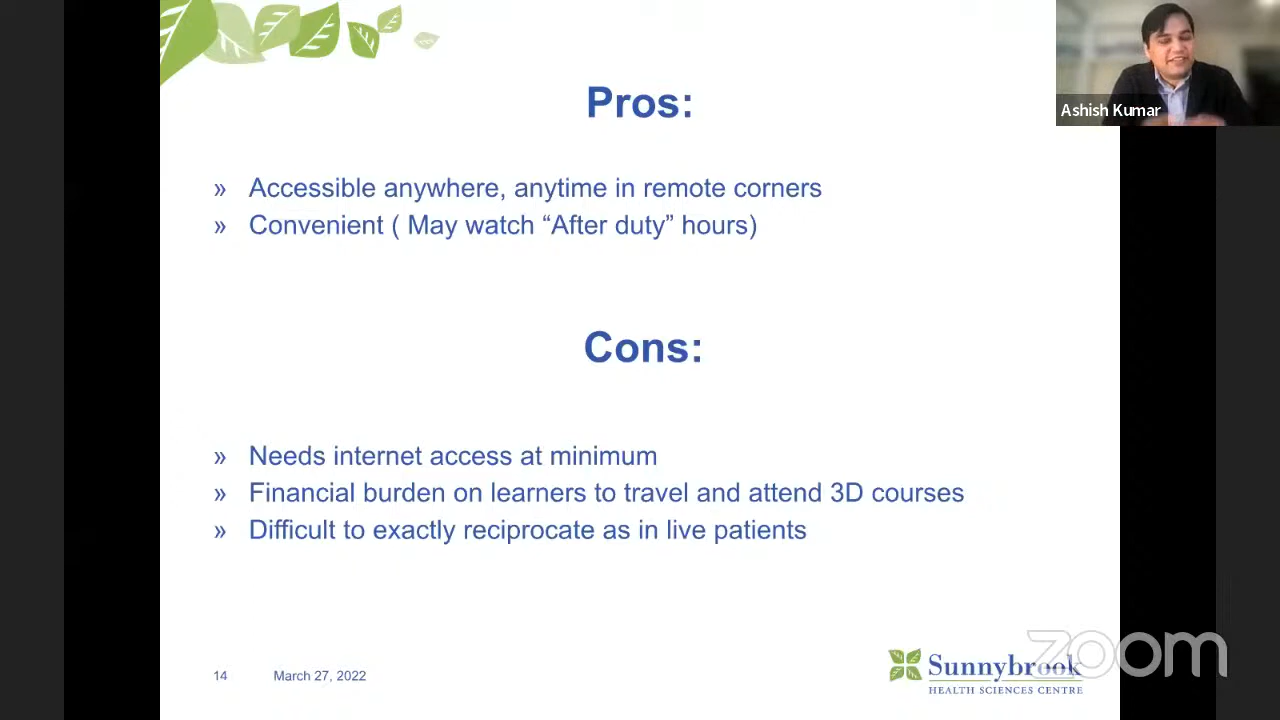 Pros:
» Accessible anywhere, anytime in remote corners
» Convenient ( May watch “After duty” hours)
Cons:
» Needs internet access at minimum
» Financial burden on learners to travel and attend 3D courses
» Difficult to exactly reciprocate as in live patients
14 March 27, 2022
Sunnybrook
HEALTH SCIENCES CENTRE
zoom
Ashish Kumar